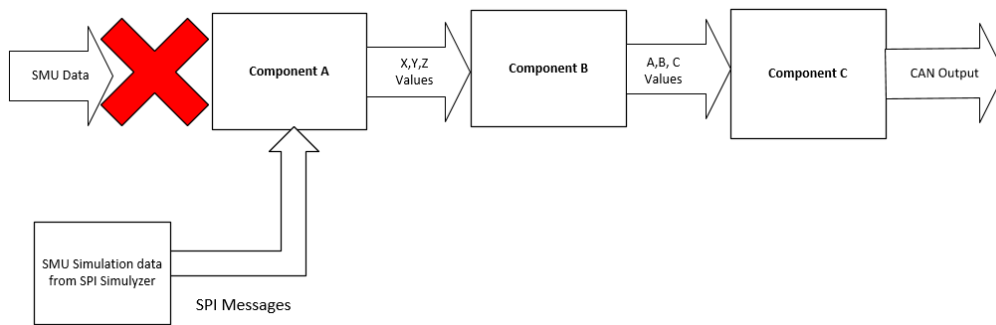 SMU Data
Component A
X,Y,Z
Values
Component B
A,B, C
Values
Component C
CAN Output
SMU Simulation data
from SPI Simulyzer
SPI Messages